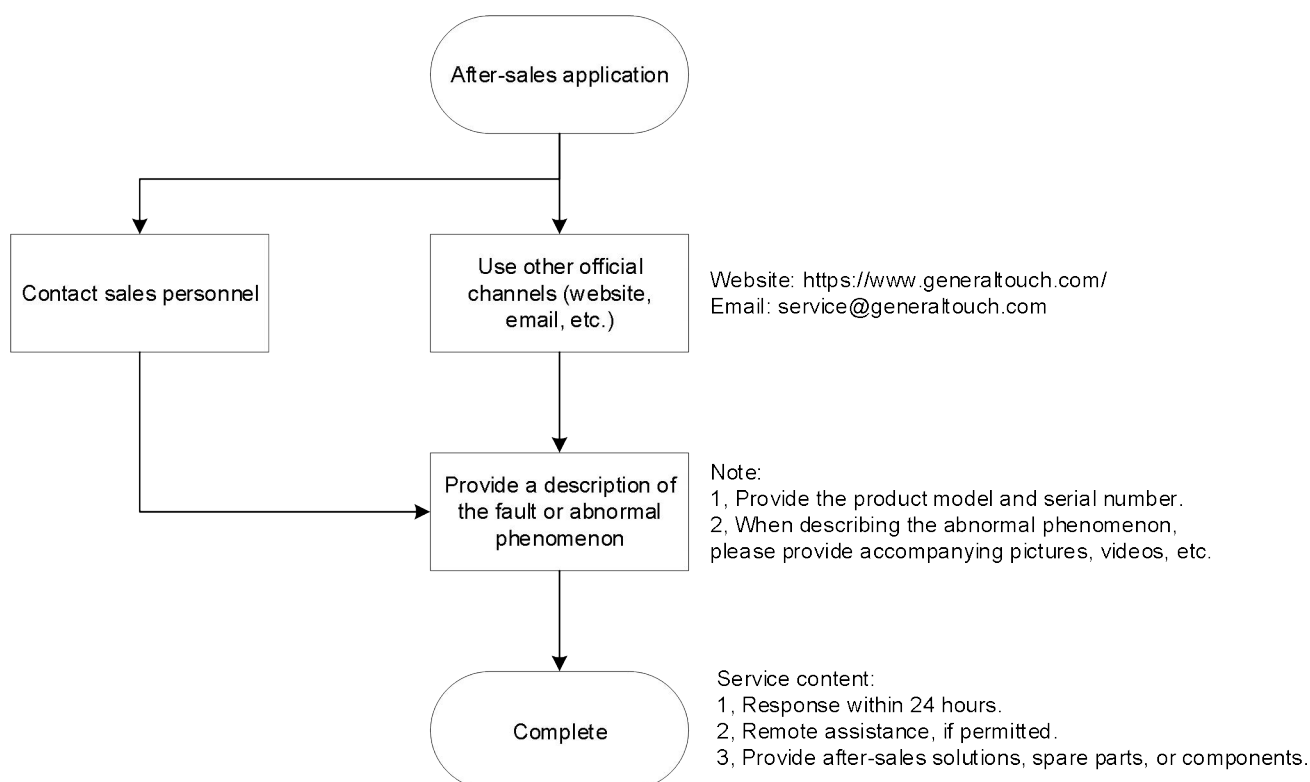 After-sales application
Contact sales personnel
Use other official
channels (website,
email, etc.)
Website: https://www.generaltouch.com/
Email: service@generaltouch.com
Provide a description of
the fault or abnormal
phenomenon
Note:
1, Provide the product model and serial number.
2, When describing the abnormal phenomenon,
please provide accompanying pictures, videos, etc.
Complete
Service content:
1, Response within 24 hours.
2, Remote assistance, if permitted.
3, Provide after-sales solutions, spare parts, or components.